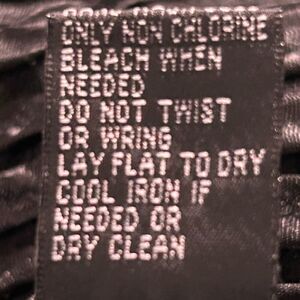 ONLY NON CHLORINE
BLEACH WHEN
NEEDED
DO NOT TWIST
OR WRING
LAY FLAT TO DRY
COOL IRON IF
NEEDED OR
DRY CLEAN